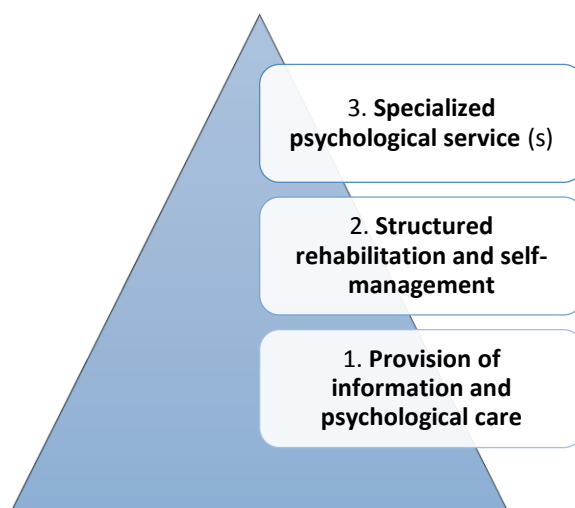 3. Specialized
psychological service (s)
2. Structured
rehabilitation and self-
management
1. Provision of
information and
psychological care